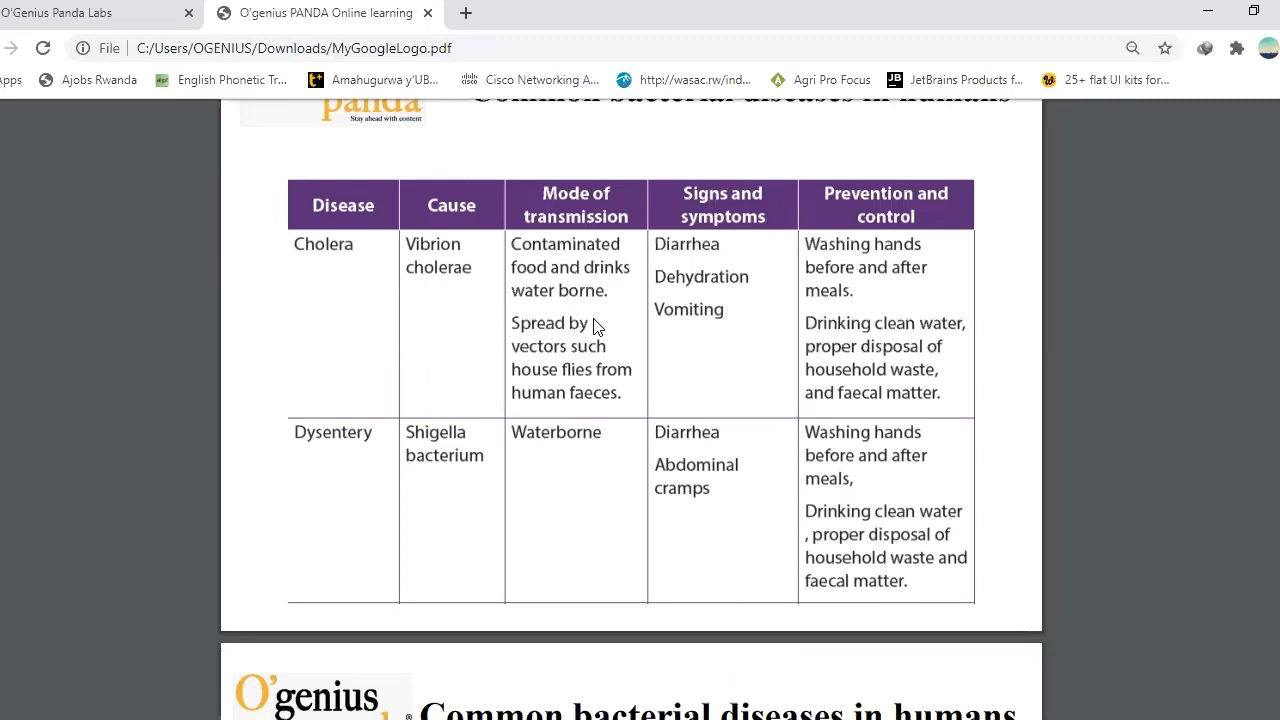 O'Genius Panda Labs
O'genius PANDA Online learning
File
C:/Users/OGENIUS/Downloads/MyGoogleLogo.pdf
Apps
Ajobs Rwanda
English Phonetic Tr...
Amahugurwa y'UB...
Cisco Networking A...
http://wasac.rw/ind...
Agri Pro Focus
JetBrains Products f...
25+ flat UI kits for...
panda
Stay ahead with content
Common bacterial diseases in humans
Disease
Cause
Mode of
transmission
Signs and
symptoms
Prevention and
control
Cholera
Vibrion
cholerae
Contaminated
food and drinks
water borne.
Spread by
vectors such
house flies from
human faeces.
Diarrhea
Dehydration
Vomiting
Washing hands
before and after
meals.
Drinking clean water,
proper disposal of
household waste,
and faecal matter.
Dysentery
Shigella
bacterium
Waterborne
Diarrhea
Abdominal
cramps
Washing hands
before and after
meals,
Drinking clean water
, proper disposal of
household waste and
faecal matter.
O'genius
®
Common bacterial diseases in humans